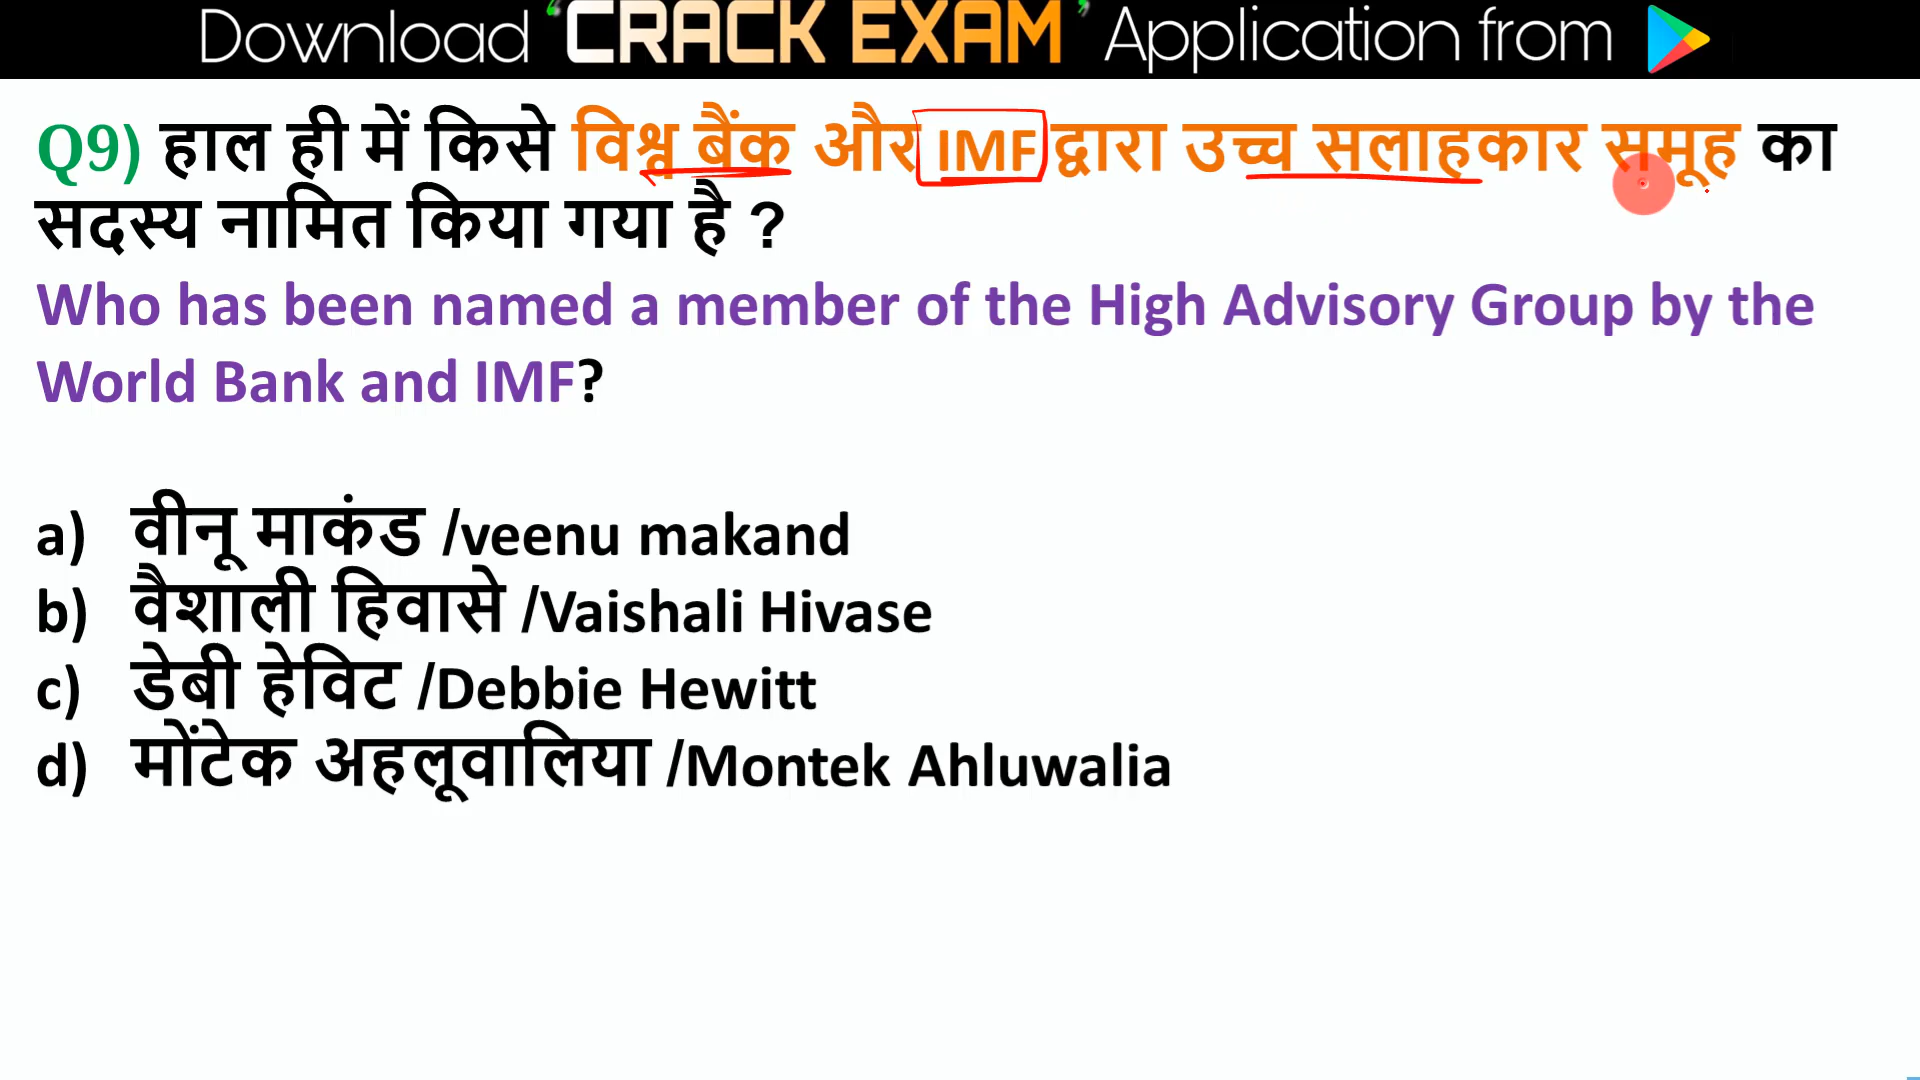 Download ‘CRACK EXAM’ Application from
Q9) हाल ही में किसे विश्व बैंक और IMF द्वारा उच्च सलाहकार समूह का
सदस्य नामित किया गया है ?
Who has been named a member of the High Advisory Group by the
World Bank and IMF?
a) वीनू माकंड /veenu makand
b) वैशाली हिवासे /Vaishali Hivase
c) डेबी हेविट /Debbie Hewitt
d) मोंटेक अहलूवालिया /Montek Ahluwalia